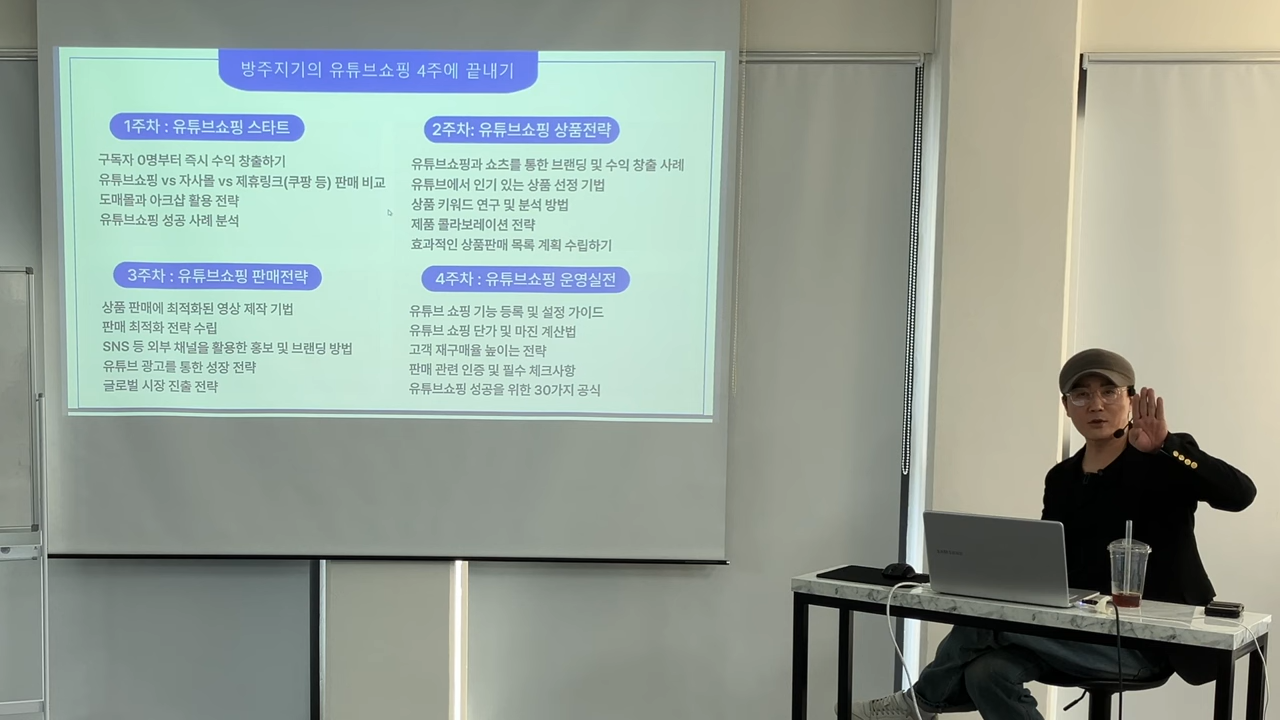 방주지기의 유튜브쇼핑 4주에 끝내기
1주차 : 유튜브쇼핑 스타트
구독자 0명부터 즉시 수익 창출하기
유튜브쇼핑 vs 자사몰 vs 제휴링크(쿠팡 등) 판매 비교
도매몰과 아크샵 활용 전략
유튜브쇼핑 성공 사례 분석
2주차: 유튜브쇼핑 상품전략
유튜브쇼핑과 쇼츠를 통한 브랜딩 및 수익 창출 사례
유튜브에서 인기 있는 상품 선정 기법
상품 키워드 연구 및 분석 방법
제품 콜라보레이션 전략
효과적인 상품판매 목록 계획 수립하기
3주차 : 유튜브쇼핑 판매전략
상품 판매에 최적화된 영상 제작 기법
판매 최적화 전략 수립
SNS 등 외부 채널을 활용한 홍보 및 브랜딩 방법
유튜브 광고를 통한 성장 전략
글로벌 시장 진출 전략
4주차 : 유튜브쇼핑 운영실전
유튜브 쇼핑 기능 등록 및 설정 가이드
유튜브 쇼핑 단가 및 마진 계산법
고객 재구매율 높이는 전략
판매 관련 인증 및 필수 체크사항
유튜브쇼핑 성공을 위한 30가지 공식
SAMSUNG